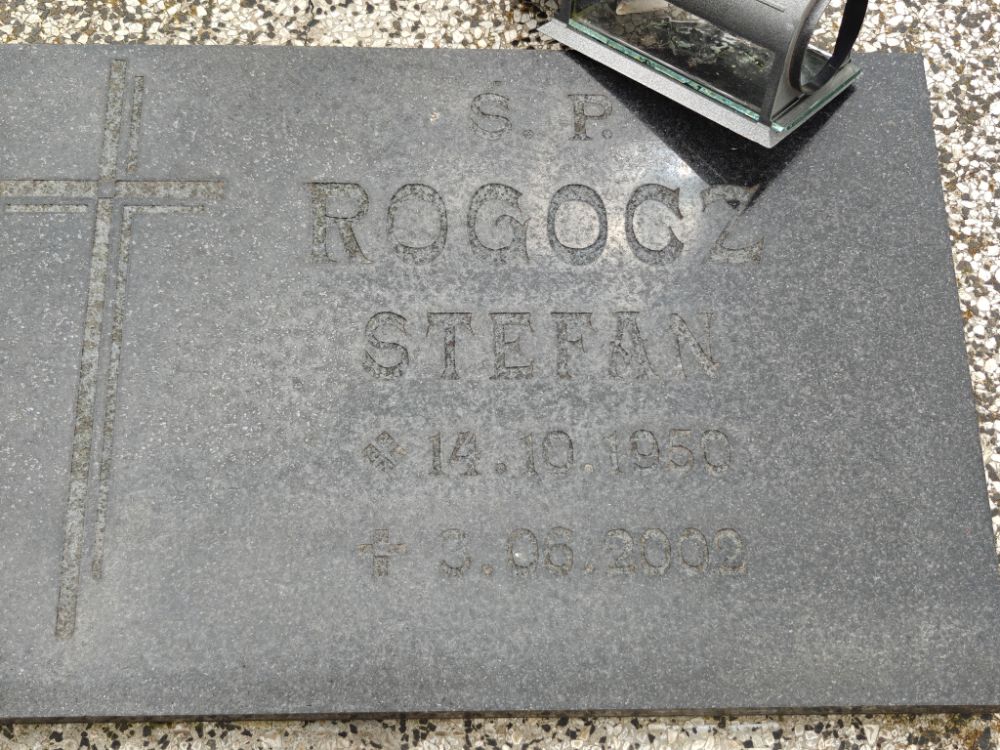 Ś. P.
ROGOCZ
STEFAN
* 14.10.1950
✝ 3.06.2002